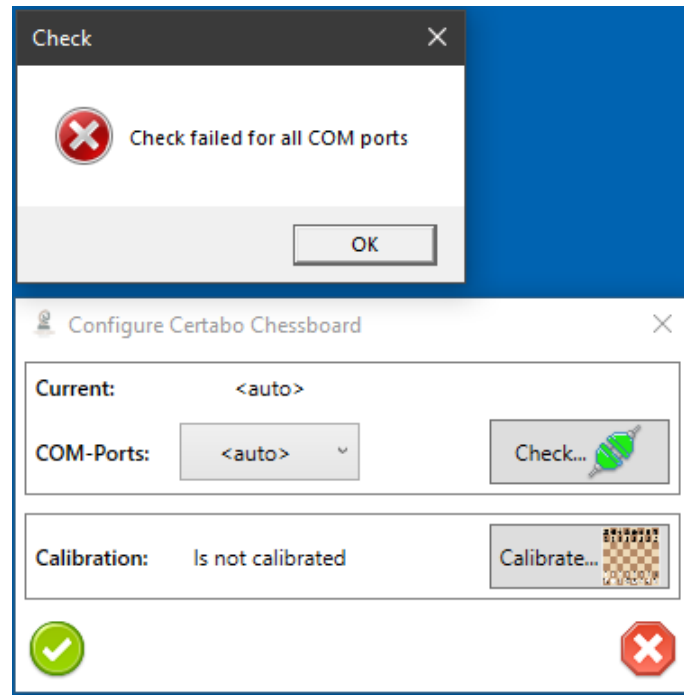 Check
Check failed for all COM ports
OK
Configure Certabo Chessboard
Current: <auto>
COM-Ports: <auto> Check...
Calibration: Is not calibrated Calibrate...